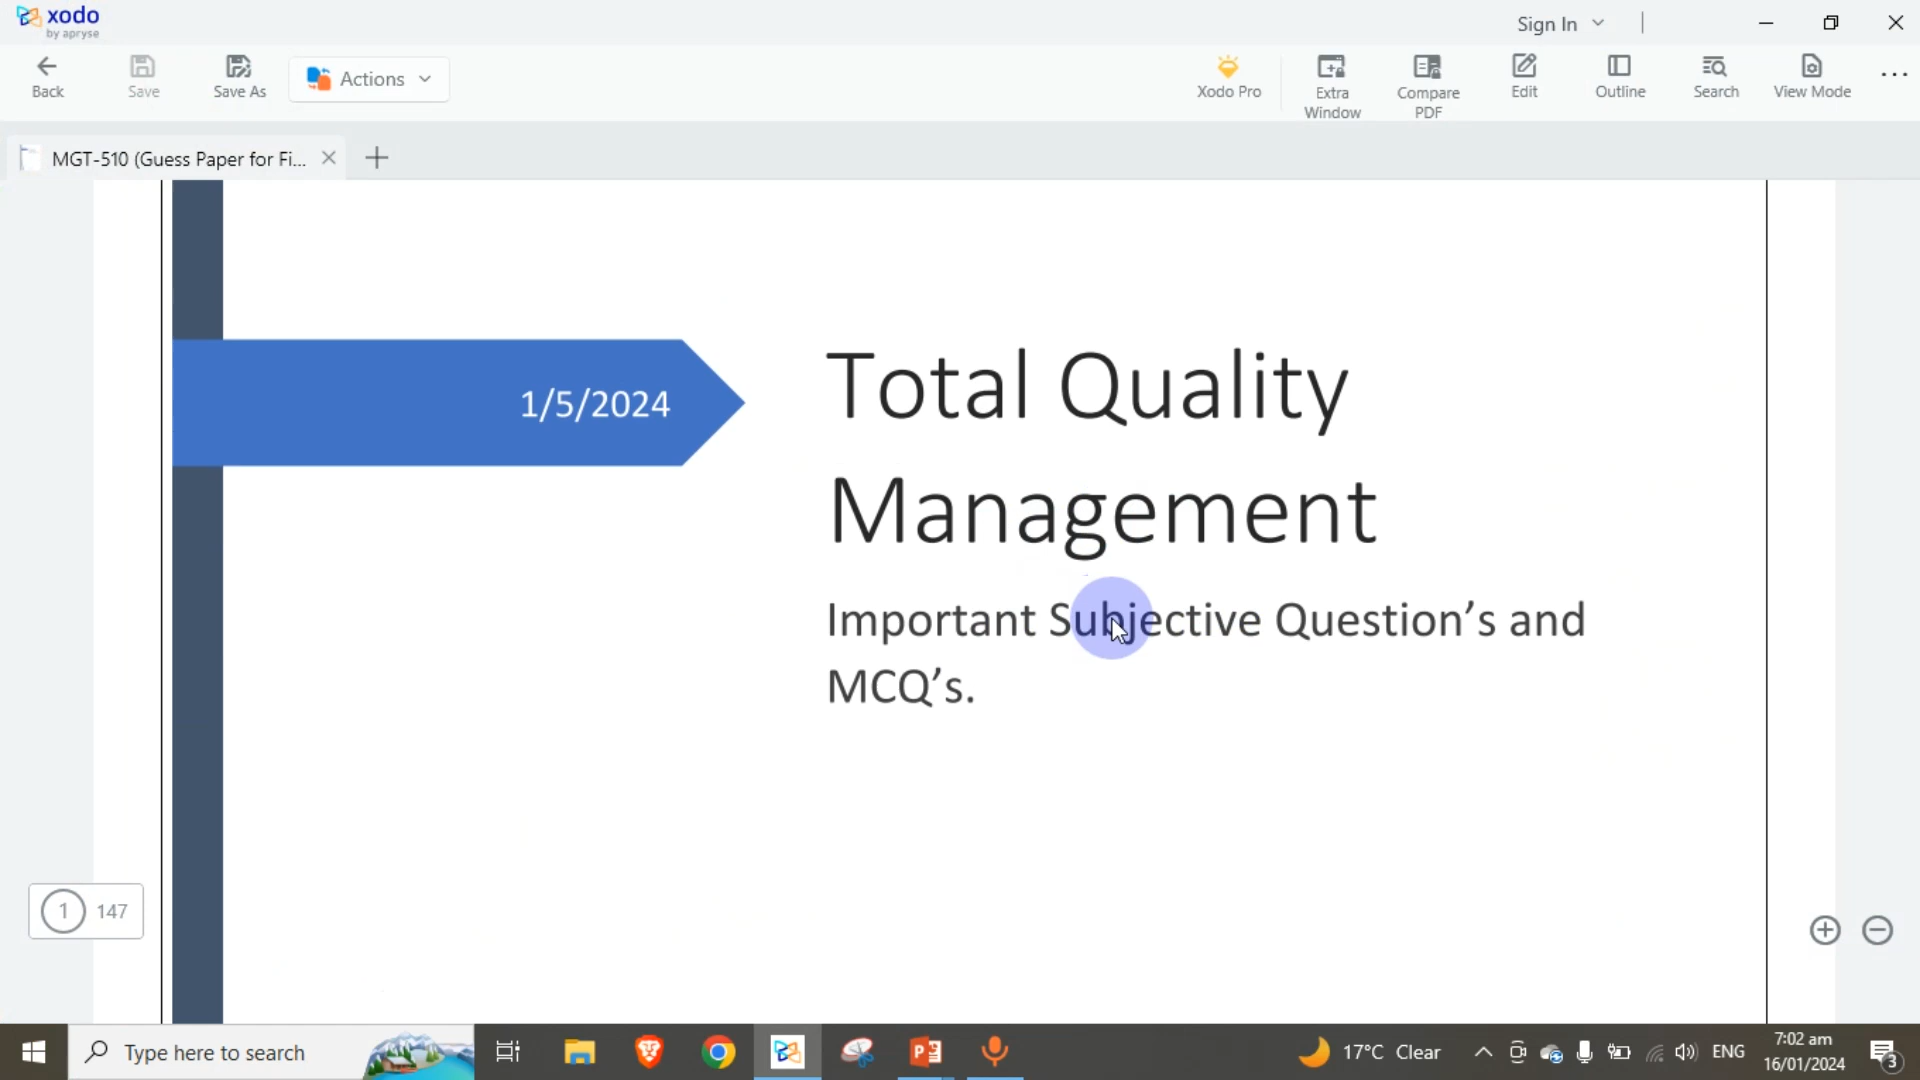 xodo
by apryse
Sign In
Back
Save
Save As
Actions
Xodo Pro
Extra Window
Compare PDF
Edit
Outline
Search
View Mode
MGT-510 (Guess Paper for Fi...
1/5/2024
Total Quality
Management
Important Subjective Question's and
MCQ's.
1 147
Type here to search
17°C Clear
ENG
7:02 am
16/01/2024
3